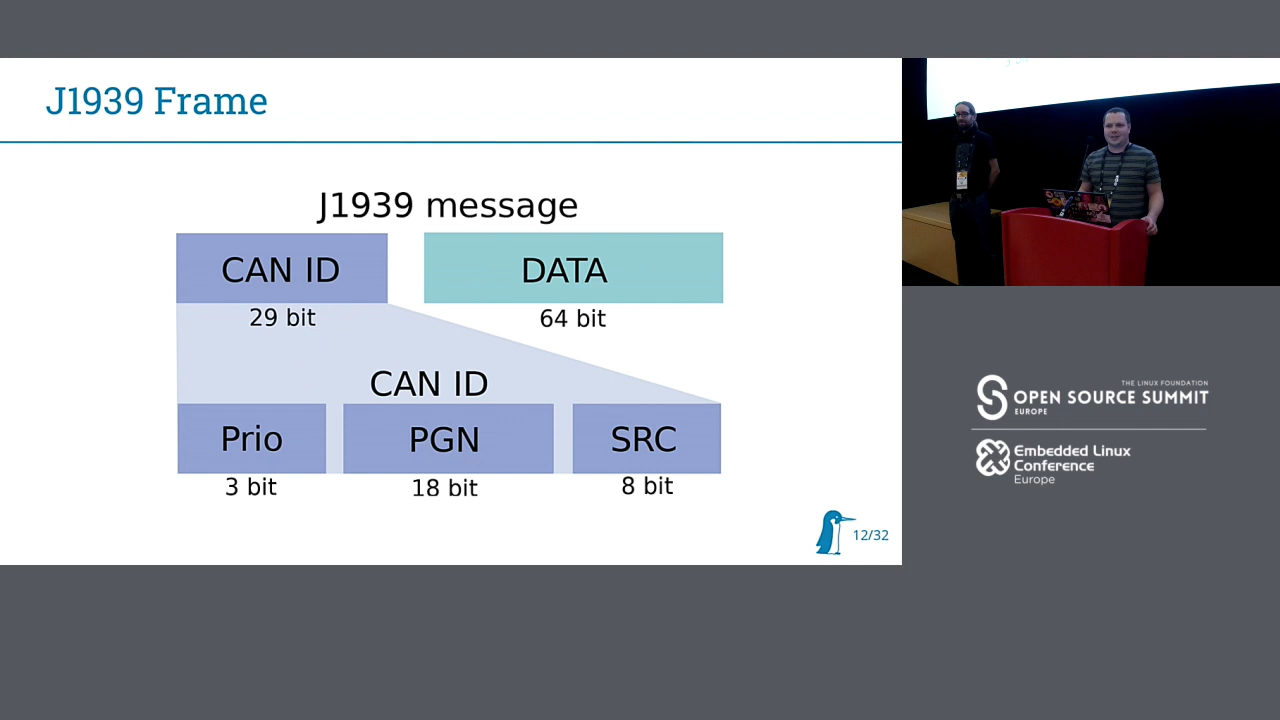 J1939 Frame
J1939 message
CAN ID
DATA
29 bit
64 bit
CAN ID
Prio
PGN
SRC
3 bit
18 bit
8 bit
12/32
THE LINUX FOUNDATION
OPEN SOURCE SUMMIT
EUROPE
Embedded Linux
Conference
Europe